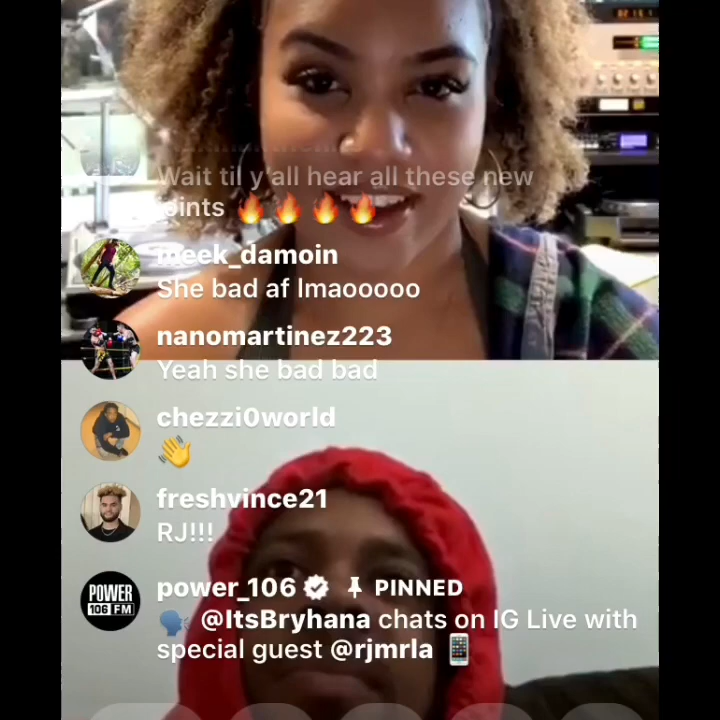 Wait til y'all hear all these new
joints 🔥 🔥 🔥 🔥
meek_damoin
She bad af lmaooooo
nanomartinez223
Yeah she bad bad
chezzi0world
👋
freshvince21
RJ!!!
POWER
106 FM
power_106 PINNED
🗣 @ItsBryhana chats on IG Live with
special guest @rjmrla 📱